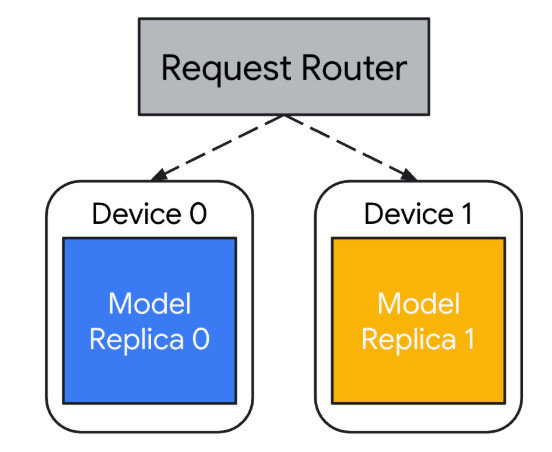 Request Router
Device 0
Model
Replica 0
Device 1
Model
Replica 1